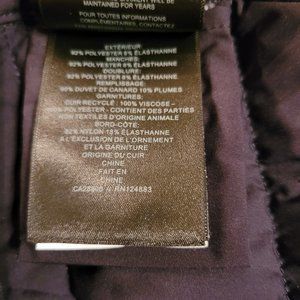 MAINTAINED FOR YEARS
POUR TOUTES INFORMATIONS
COMPLÉMENTAIRES, CONTACT
EXTÉRIEUR:
92% POLYESTER 8% ÉLASTHANNE
MANCHES:
92% POLYESTER 8% ÉLASTHANNE
DOUBLURE:
92% POLYESTER 8% ÉLASTHANNE
REMPLISSAGE:
90% DUVET DE CANARD 10% PLUMES
GARNITURES:
CUIR RECYCLÉ : 100% VISCOSE –
100% POLYESTER - CONTIENT DES PARTIES
NON TEXTILES D'ORIGINE ANIMALE
BORD-CÔTE:
82% NYLON 18% ÉLASTHANNE
À L'EXCLUSION DE L'ORNEMENT
ET LA GARNITURE
ORIGINE DU CUIR
CHINE
FAIT EN
CHINE